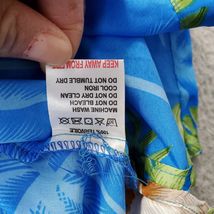 100% TERYVOILE
MACHINE WASH
DO NOT BLEACH
DO NOT DRY CLEAN
COOL IRON
DO NOT TUMBLE DRY
KEEP AWAY FROM FIRE